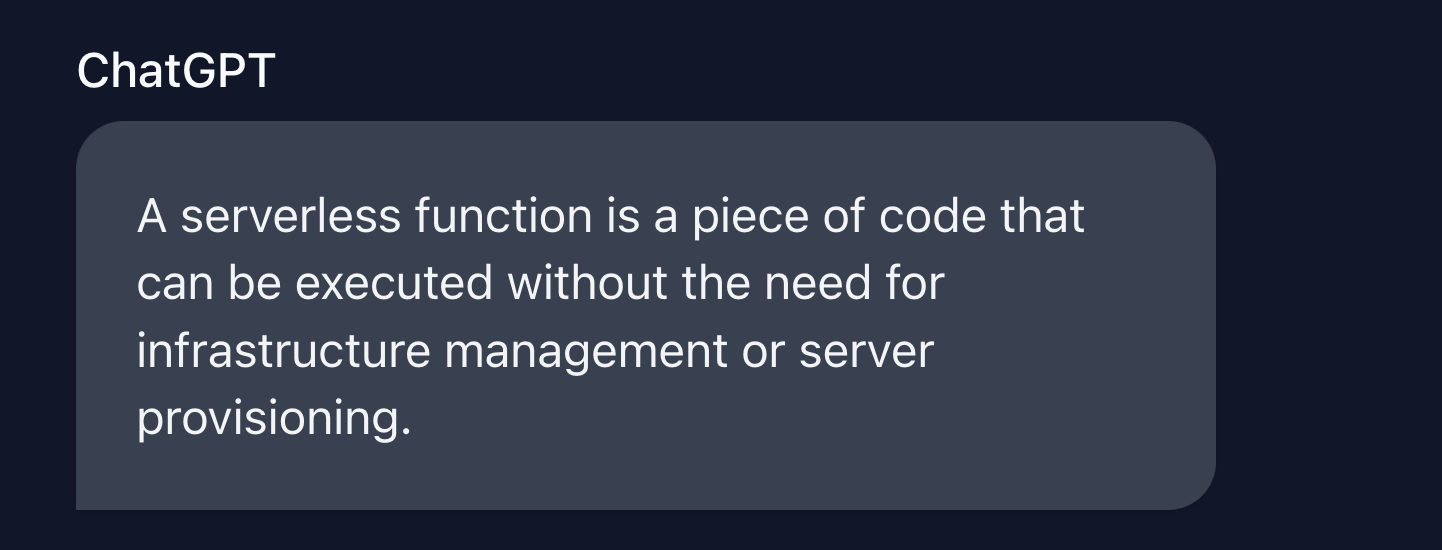 ChatGPT
A serverless function is a piece of code that
can be executed without the need for
infrastructure management or server
provisioning.